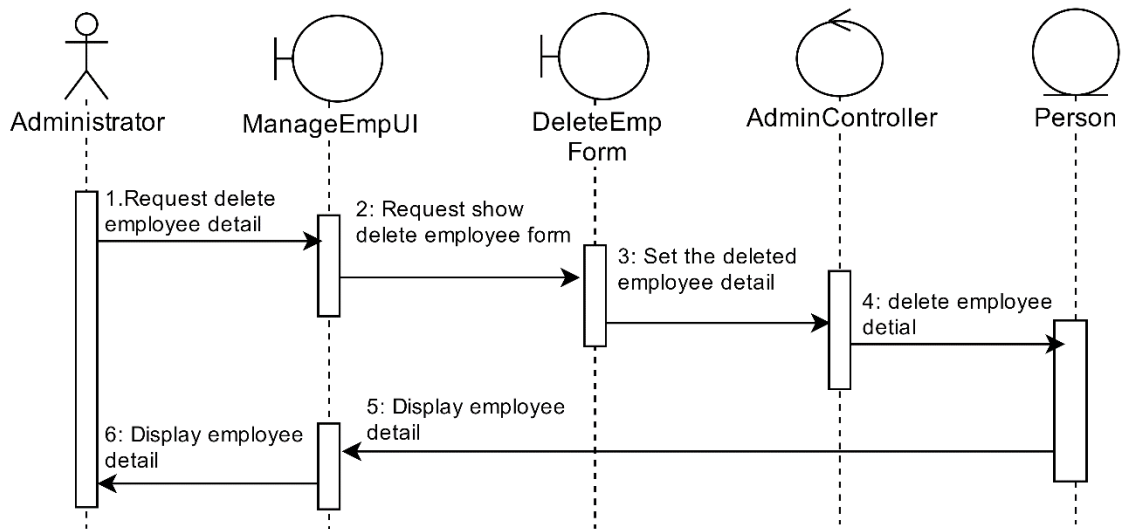 Administrator
ManageEmpUI
DeleteEmp
Form
AdminController
Person
1.Request delete
employee detail
2: Request show
delete employee form
3: Set the deleted
employee detail
4: delete employee
detial
5: Display employee
detail
6: Display employee
detail